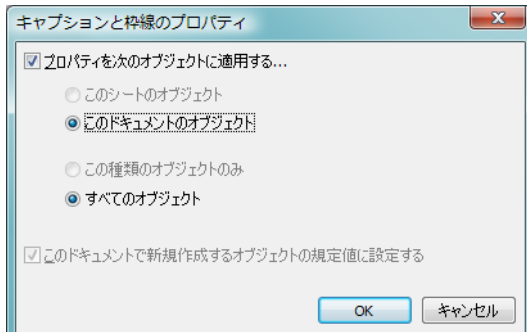 キャプションと枠線のプロパティ
プロパティを次のオブジェクトに適用する...
このシートのオブジェクト
このドキュメントのオブジェクト
この種類のオブジェクトのみ
すべてのオブジェクト
このドキュメントで新規作成するオブジェクトの規定値に設定する
OK キャンセル